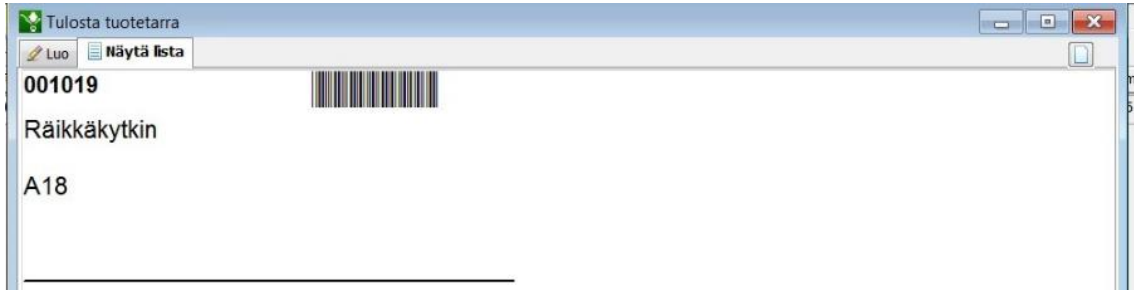 Tulosta tuotetarra
Luo
Näytä lista
001019
Räikkäkytkin
A18